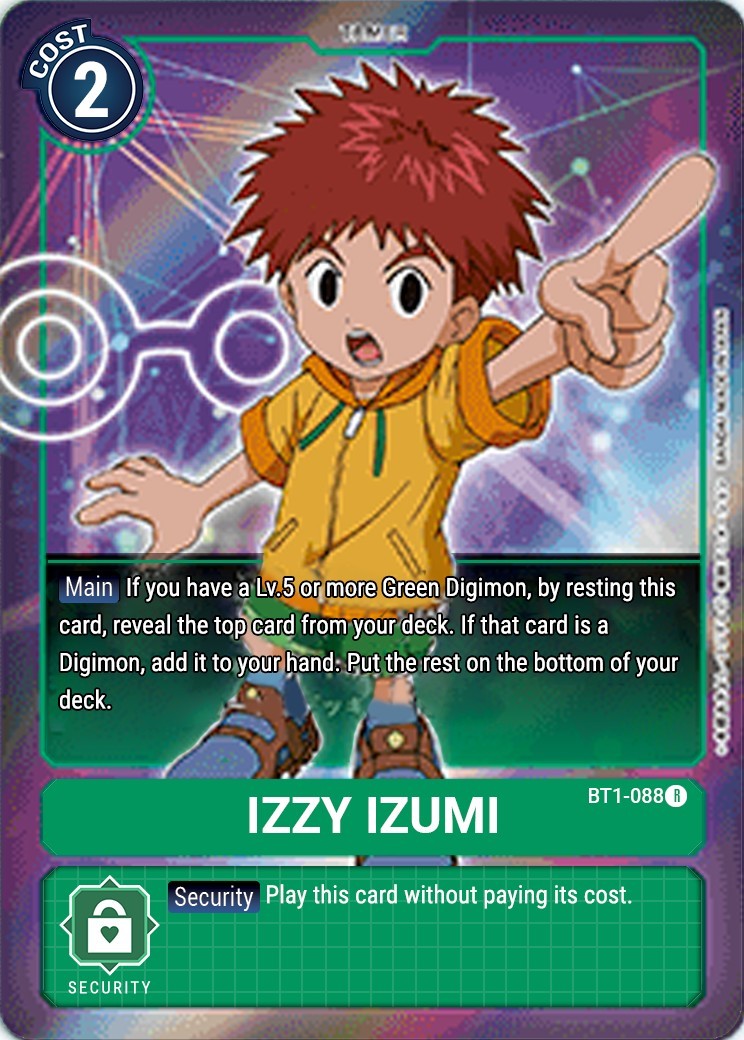 COST
2
TAMER
Main If you have a Lv.5 or more Green Digimon, by resting this
card, reveal the top card from your deck. If that card is a
Digimon, add it to your hand. Put the rest on the bottom of your
deck.
BT1-088 R
IZZY IZUMI
Security Play this card without paying its cost.
SECURITY